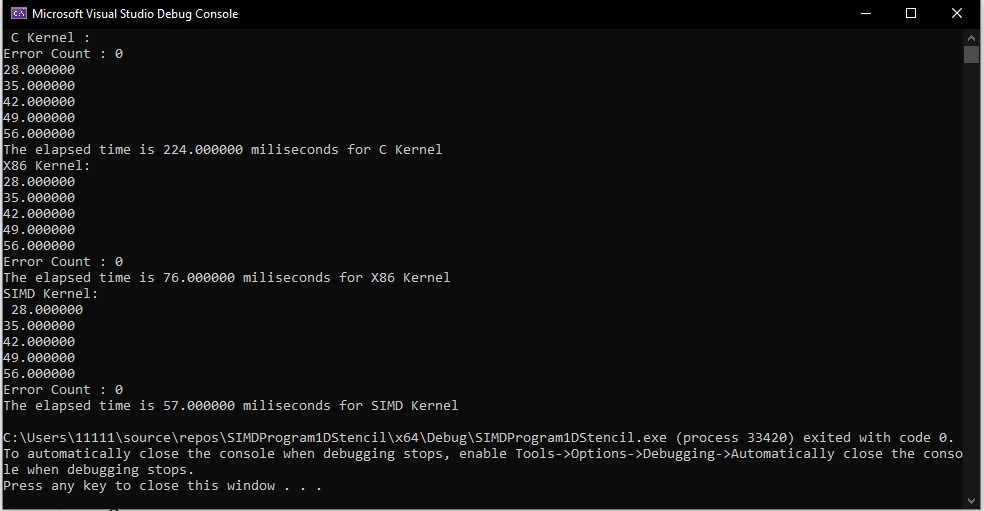 Microsoft Visual Studio Debug Console
C Kernel :
Error Count : 0
28.000000
35.000000
42.000000
49.000000
56.000000
The elapsed time is 224.000000 miliseconds for C Kernel
X86 Kernel:
28.000000
35.000000
42.000000
49.000000
56.000000
Error Count : 0
The elapsed time is 76.000000 miliseconds for X86 Kernel
SIMD Kernel:
28.000000
35.000000
42.000000
49.000000
56.000000
Error Count : 0
The elapsed time is 57.000000 miliseconds for SIMD Kernel
C:\Users\11111\source\repos\SIMDProgram1DStencil\x64\Debug\SIMDProgram1DStencil.exe (process 33420) exited with code 0.
To automatically close the console when debugging stops, enable Tools->Options->Debugging->Automatically close the conso
le when debugging stops.
Press any key to close this window . . .